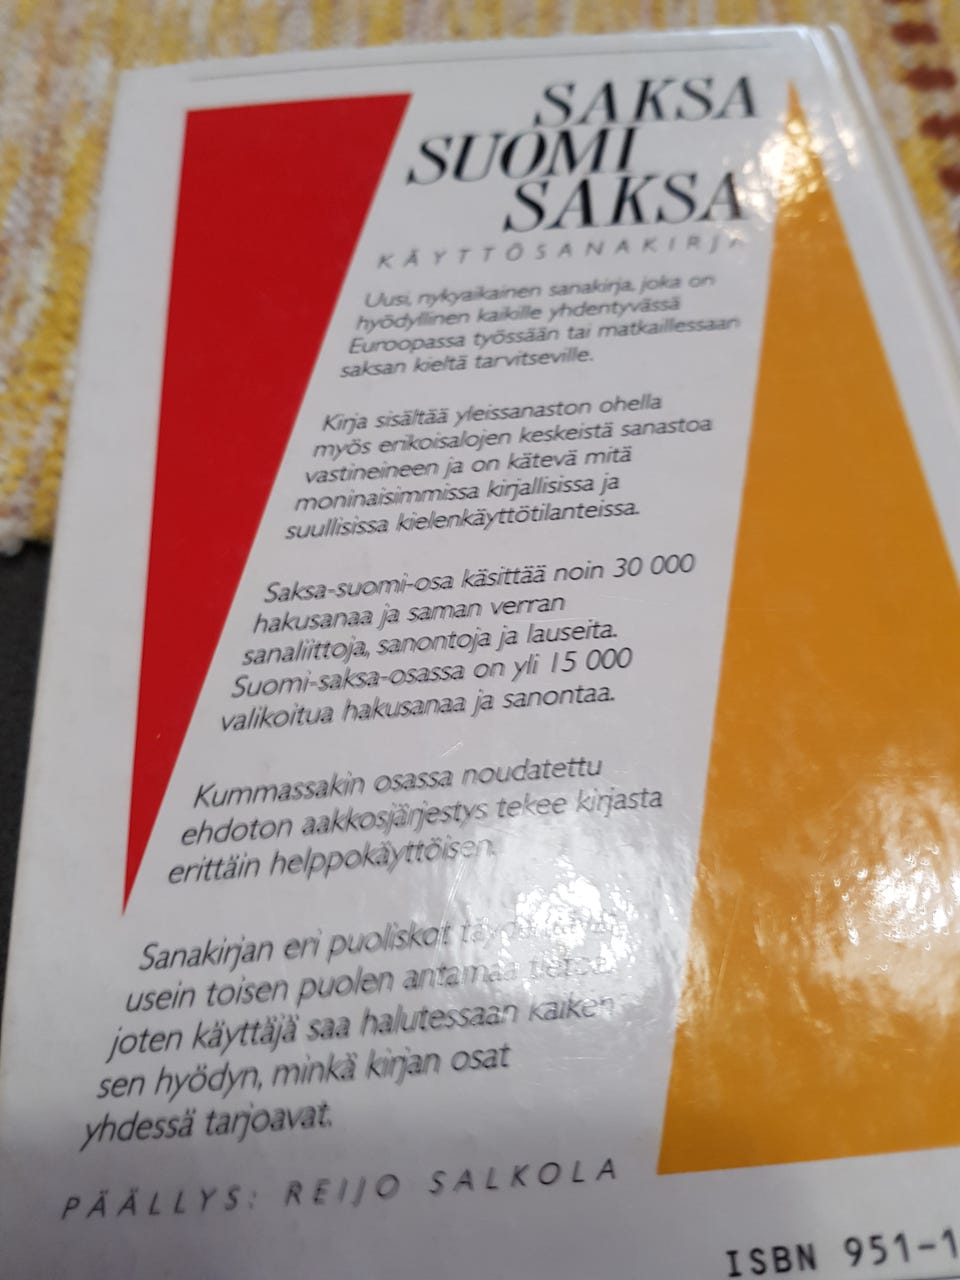 SAKSA
SUOMI
SAKSA
KÄYTTÖSANAKIRJA
Uusi, nykyaikainen sanakirja, joka on
hyödyllinen kaikille yhdentyvässä
Euroopassa työssään tai matkaillessaan
saksan kieltä tarvitseville.
Kirja sisältää yleissanaston ohella
myös erikoisalojen keskeistä sanastoa
vastineineen ja on kätevä mitä
moninaisimmissa kirjallisissa ja
suullisissa kielenkäyttötilanteissa.
Saksa-suomi-osa käsittää noin 30 000
hakusanaa ja saman verran
sanaliittoja, sanontoja ja lauseita.
Suomi-saksa-osassa on yli 15 000
valikoitua hakusanaa ja sanontaa.
Kummassakin osassa noudatettu
ehdoton aakkosjärjestys tekee kirjasta
erittäin helppokäyttöisen.
Sanakirjan eri puoliskot
usein toisen puolen antamaa tietoa,
joten käyttäjä saa halutessaan kaiken
sen hyödyn, minkä kirjan osat
yhdessä tarjoavat.
PÄÄLLYS: REIJO SALKOLA
ISBN 951-1